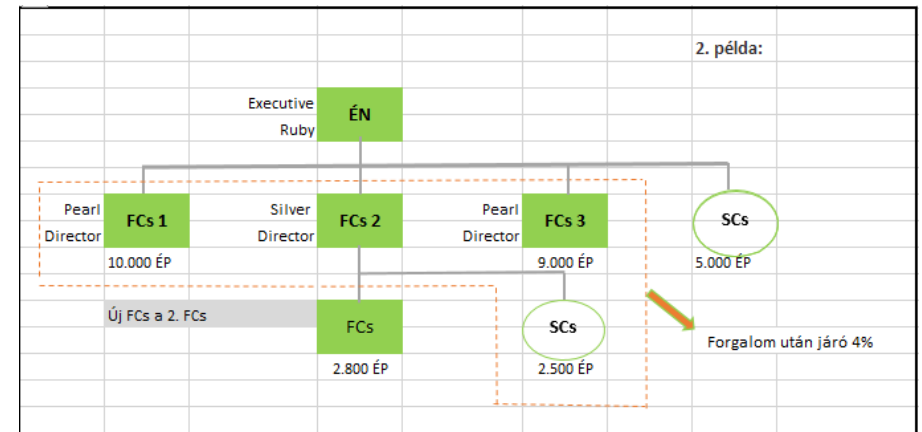 2. példa:
Executive
Ruby
ÉN
Pearl
Director
FCs 1
Silver
Director
FCs 2
Pearl
Director
FCs 3
SCs
10.000 ÉP
9.000 ÉP
5.000 ÉP
Új FCs a 2. FCs
FCs
SCs
Forgalom után járó 4%
2.800 ÉP
2.500 ÉP